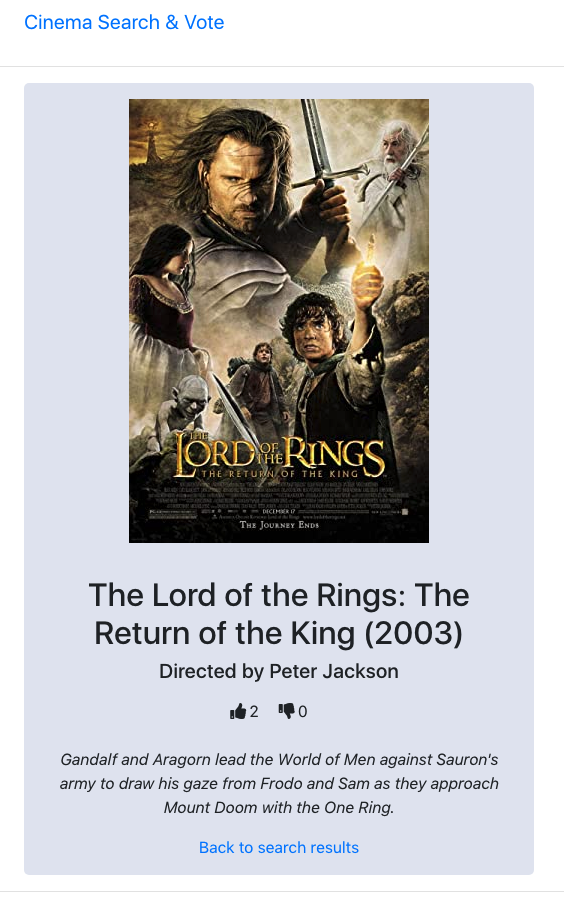 Cinema Search & Vote
THE
LORD OF THE RINGS
THE RETURN OF THE KING
DECEMBER 17
THE JOURNEY ENDS
The Lord of the Rings: The
Return of the King (2003)
Directed by Peter Jackson
2 0
Gandalf and Aragorn lead the World of Men against Sauron's
army to draw his gaze from Frodo and Sam as they approach
Mount Doom with the One Ring.
Back to search results